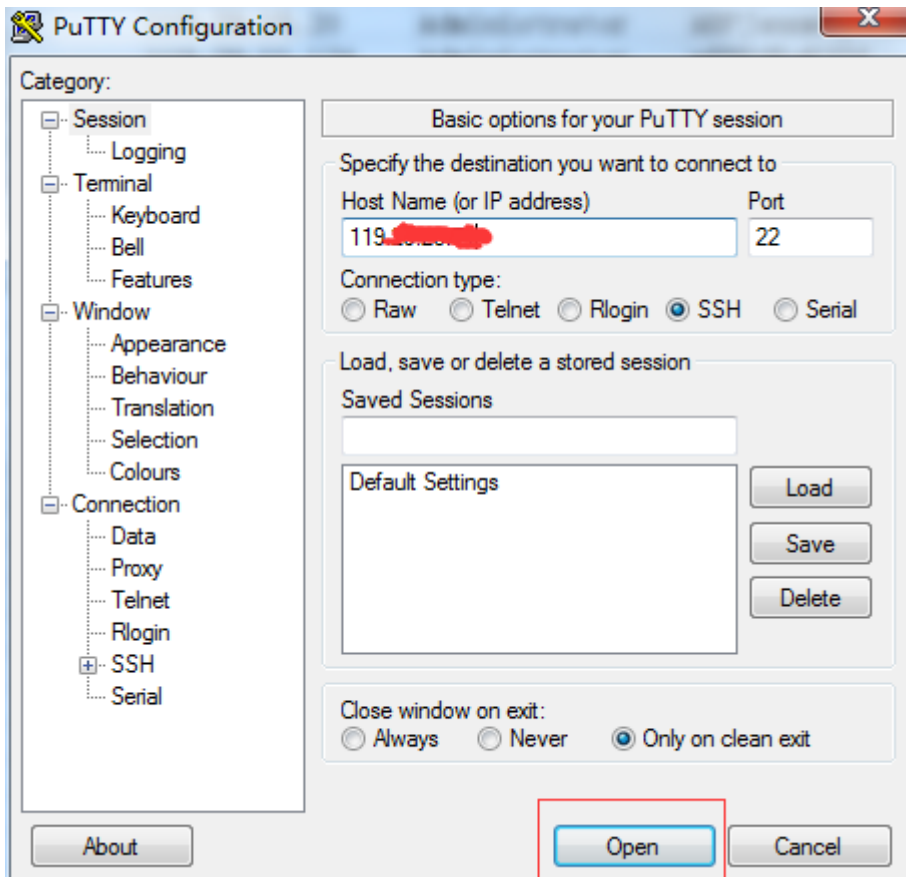 PuTTY Configuration
Category:
Session
Logging
Terminal
Keyboard
Bell
Features
Window
Appearance
Behaviour
Translation
Selection
Colours
Connection
Data
Proxy
Telnet
Rlogin
SSH
Serial
Basic options for your PuTTY session
Specify the destination you want to connect to
Host Name (or IP address) Port
119. 22
Connection type:
Raw Telnet Rlogin SSH Serial
Load, save or delete a stored session
Saved Sessions
Default Settings
Load
Save
Delete
Close window on exit:
Always Never Only on clean exit
About Open Cancel